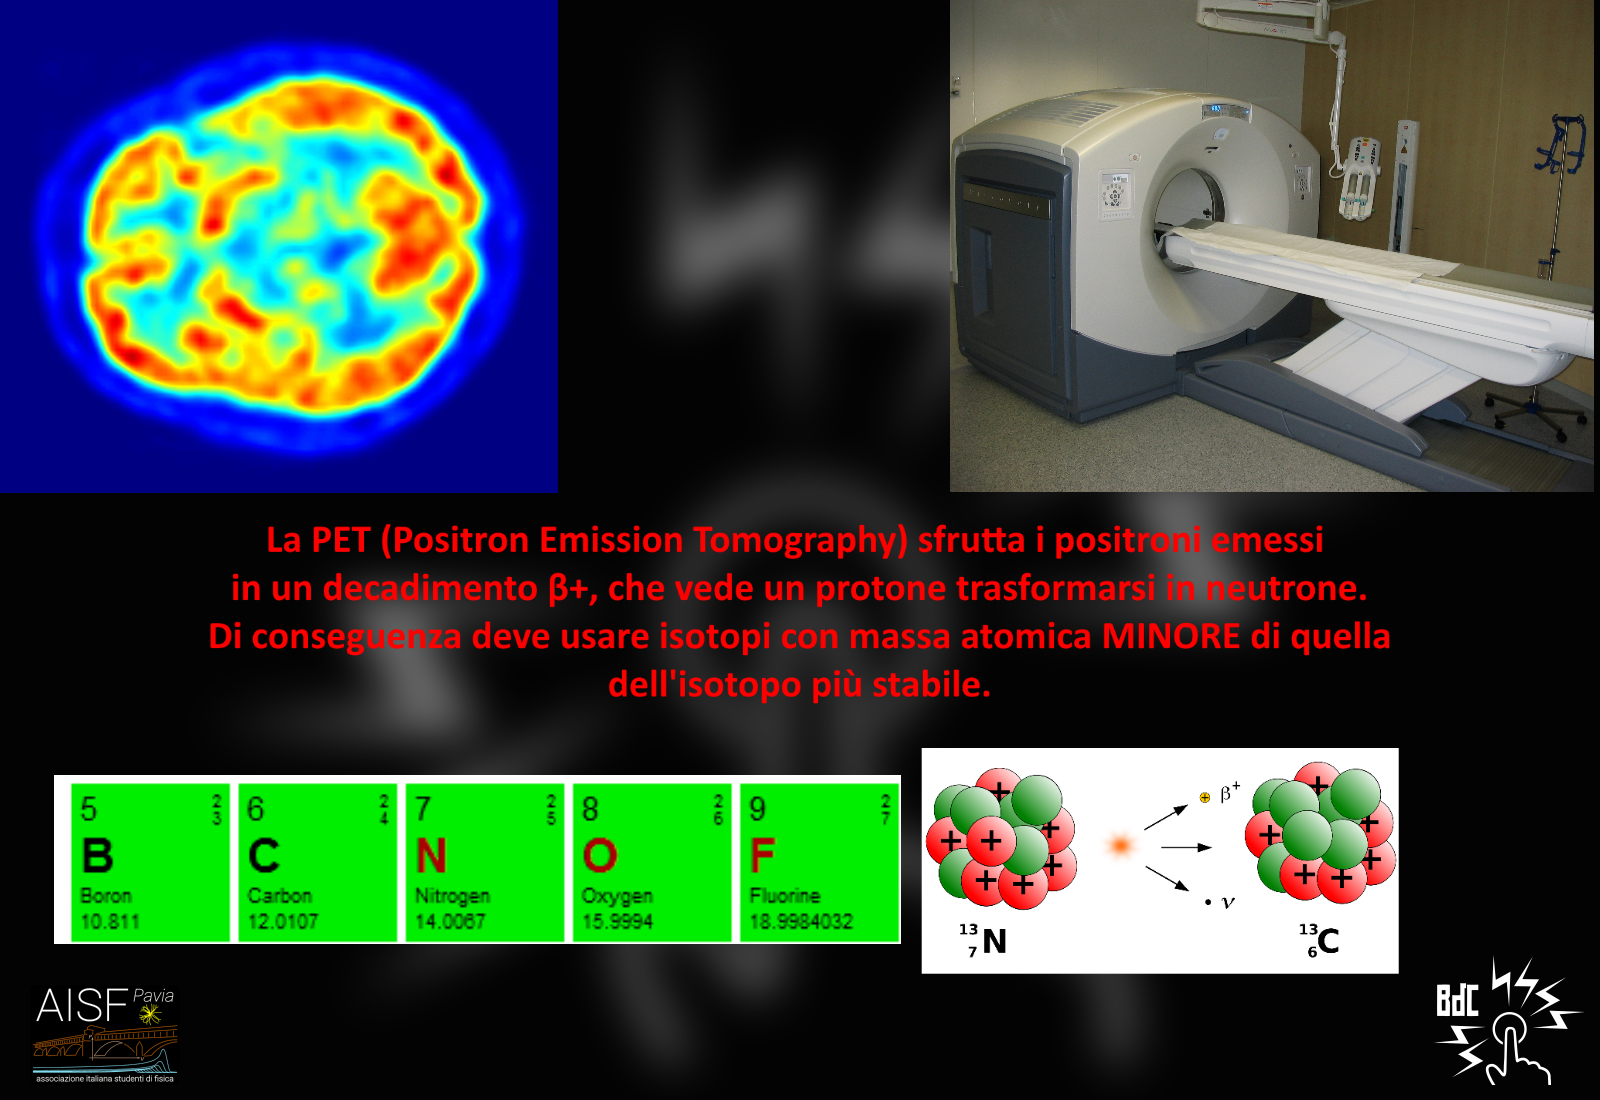 La PET (Positron Emission Tomography) sfrutta i positroni emessi
in un decadimento β+, che vede un protone trasformarsi in neutrone.
Di conseguenza deve usare isotopi con massa atomica MINORE di quella
dell'isotopo più stabile.
5 2 3
B
Boron
10.811
6 2 4
C
Carbon
12.0107
7 2 5
N
Nitrogen
14.0067
8 2 6
O
Oxygen
15.9994
9 2 7
F
Fluorine
18.9984032
β+
ν
13 7 N
13 6 C
AISF Pavia
associazione italiana studenti di fisica
BdC